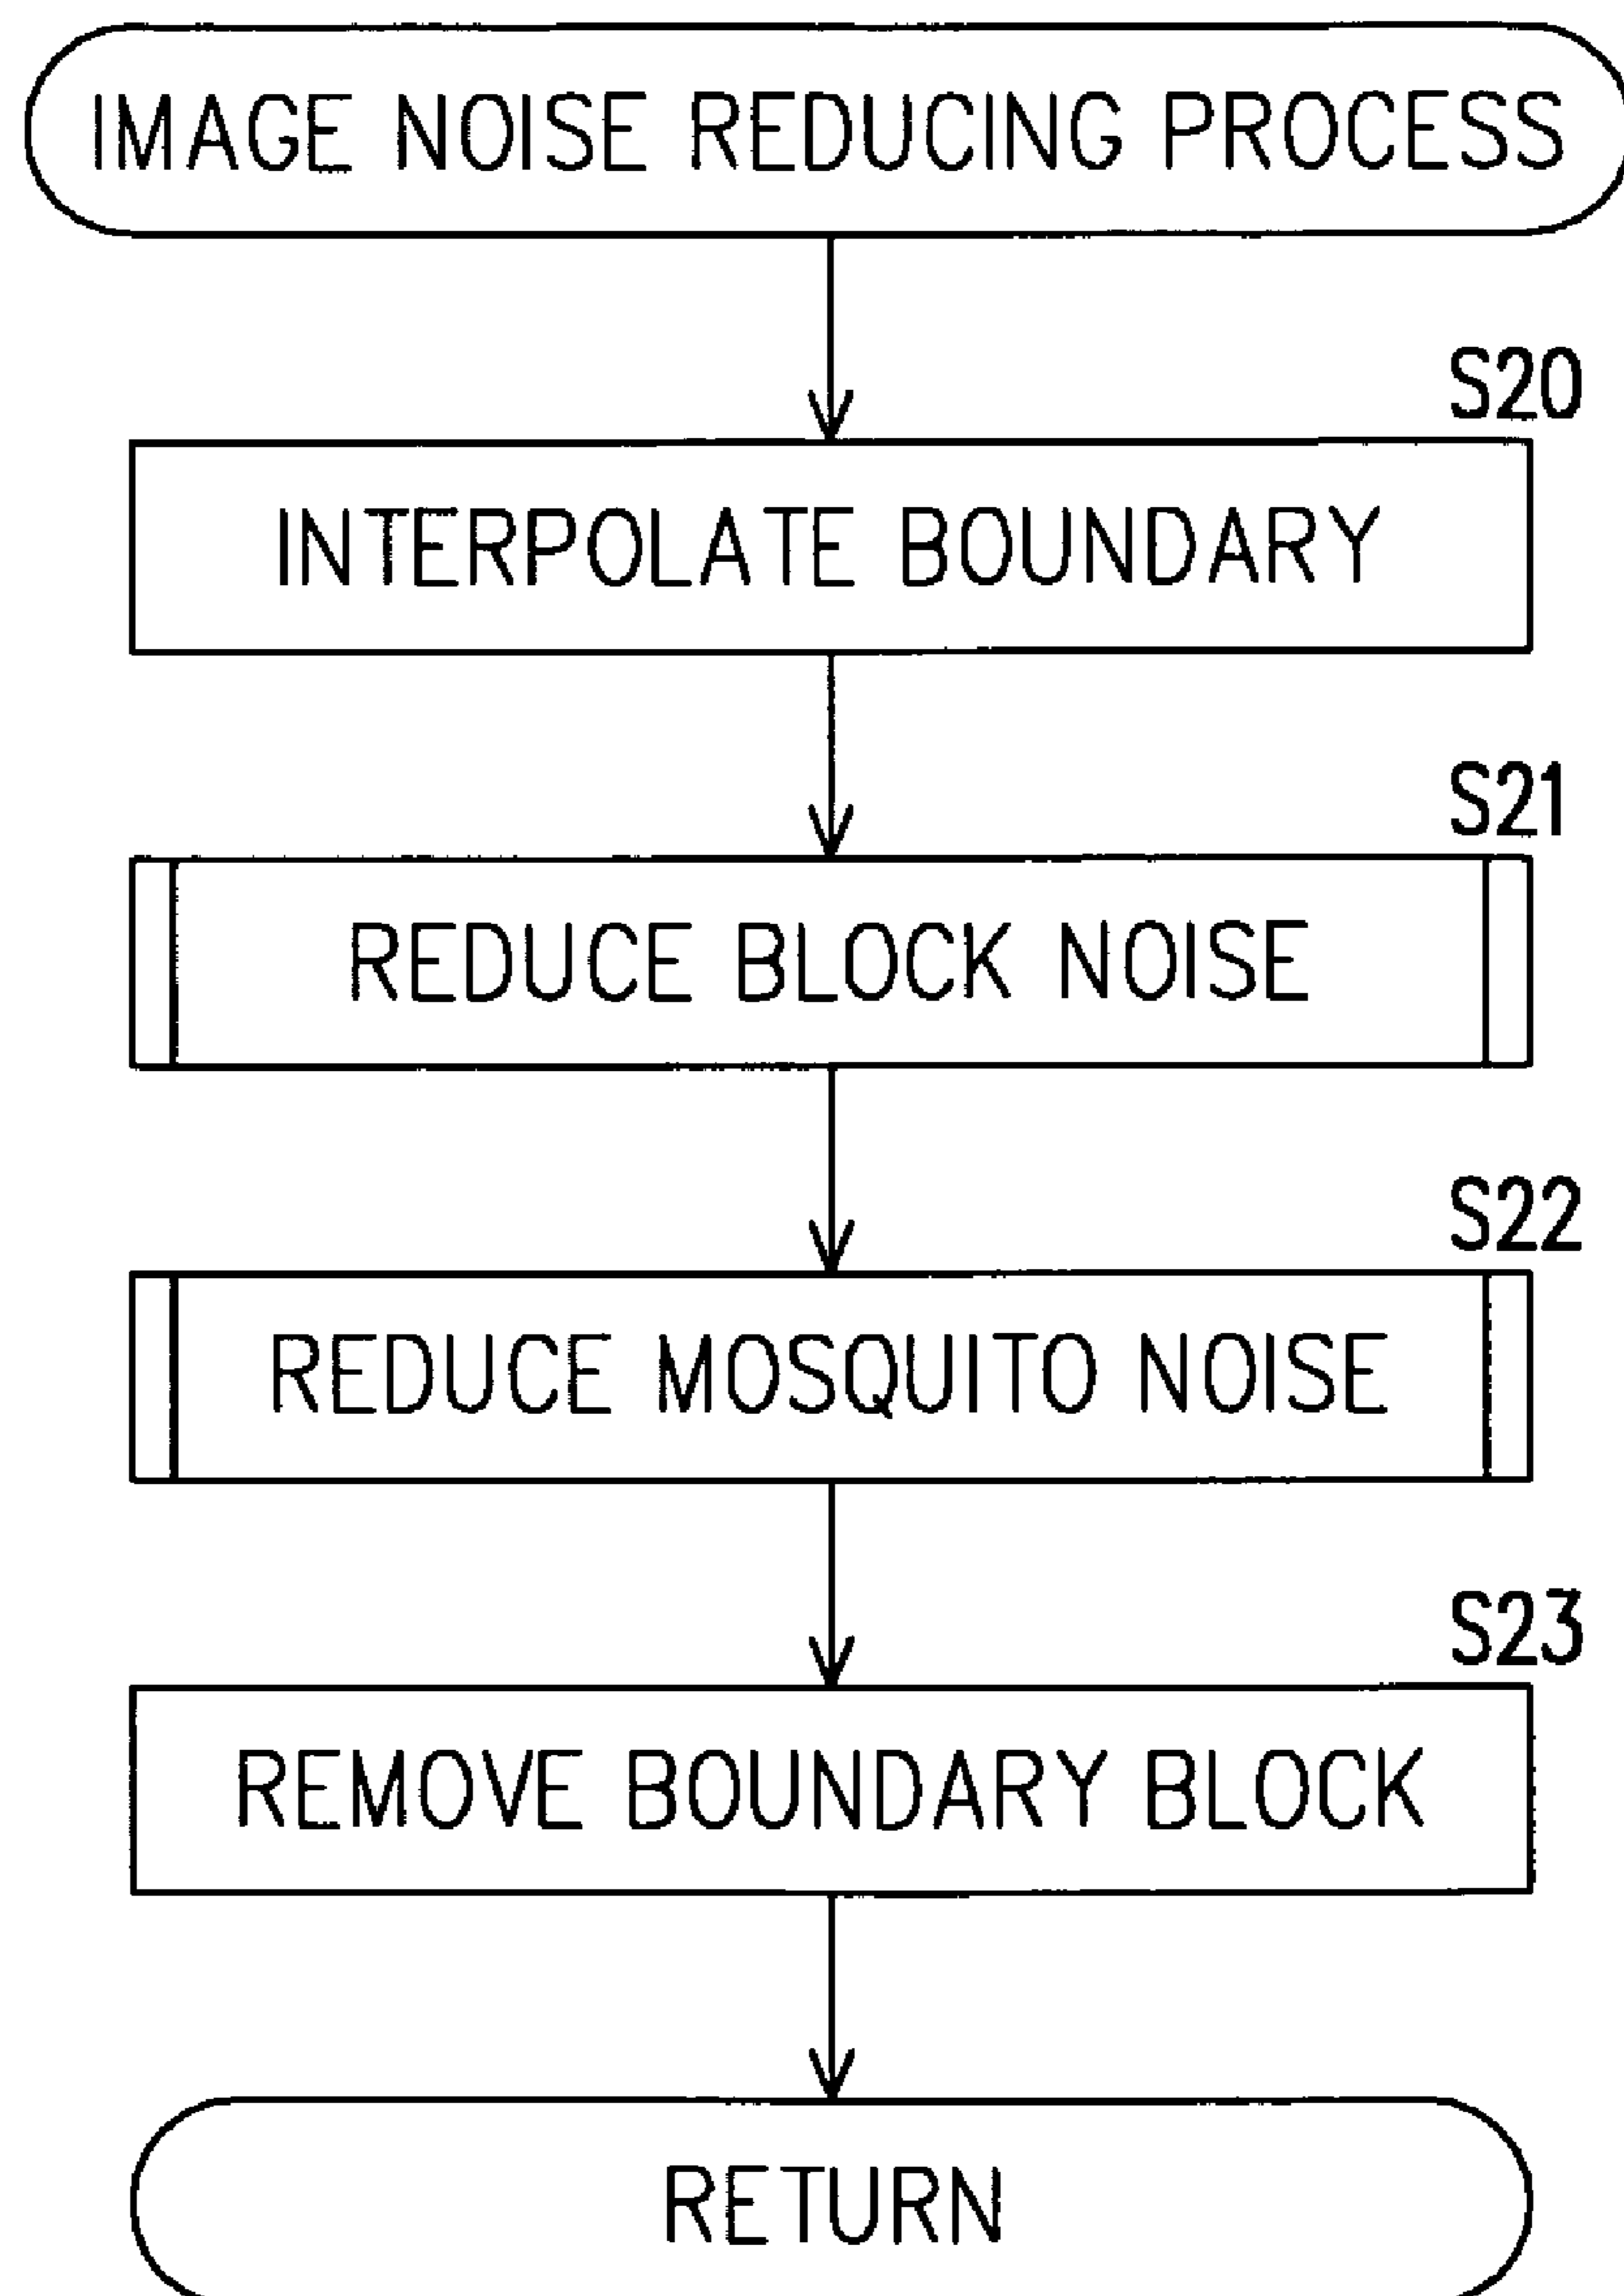 IMAGE NOISE REDUCING PROCESS
S20
INTERPOLATE BOUNDARY
S21
REDUCE BLOCK NOISE
S22
REDUCE MOSQUITO NOISE
S23
REMOVE BOUNDARY BLOCK
RETURN